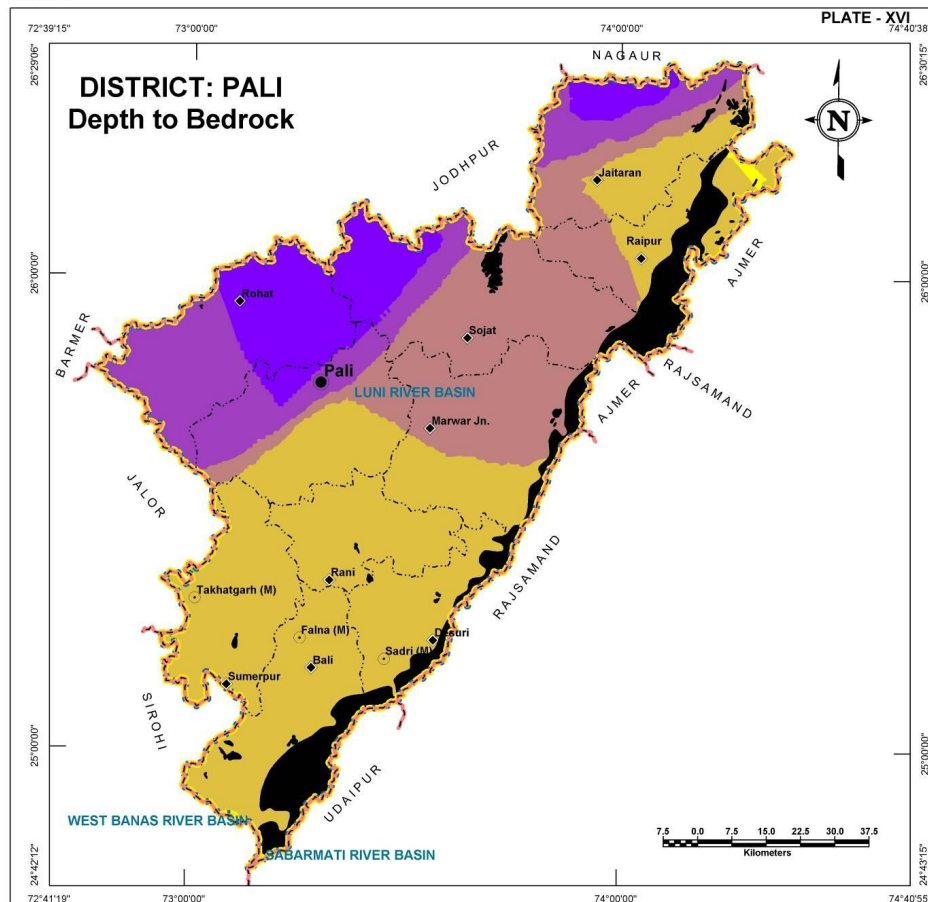 PLATE - XVI
72°39'15"
73°00'00"
74°00'00"
74°40'38"
26°29'06"
26°30'15"
DISTRICT: PALI
Depth to Bedrock
NAGAUR
N
JODHPUR
Jaitaran
Raipur
AJMER
26°00'00"
26°00'00"
Rohat
BARMER
Sojat
Pali
LUNI RIVER BASIN
RAJSAMAND
AJMER
Marwar Jn.
JALOR
RAJSAMAND
Rani
Takhatgarh (M)
Falna (M)
Desuri
Sadri (M)
Bali
Sumerpur
SIROHI
25°00'00"
25°00'00"
UDAIPUR
WEST BANAS RIVER BASIN
SABARMATI RIVER BASIN
7.5 0.0 7.5 15.0 22.5 30.0 37.5
Kilometers
24°42'12"
24°43'15"
72°41'19"
73°00'00"
74°00'00"
74°40'55"